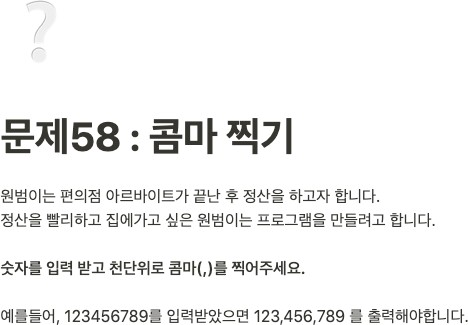 ❔
문제58 : 콤마 찍기
원범이는 편의점 아르바이트가 끝난 후 정산을 하고자 합니다.
정산을 빨리하고 집에가고 싶은 원범이는 프로그램을 만들려고 합니다.
숫자를 입력 받고 천단위로 콤마(,)를 찍어주세요.
예를들어, 123456789를 입력받았으면 123,456,789 를 출력해야합니다.